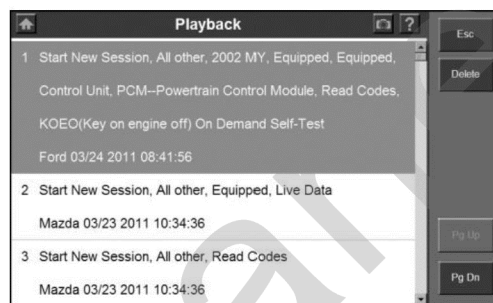 Playback
?
Esc
Delete
1 Start New Session, All other, 2002 MY, Equipped, Equipped,
Control Unit, PCM--Powertrain Control Module, Read Codes,
KOEO(Key on engine off) On Demand Self-Test
Ford 03/24 2011 08:41:56
2 Start New Session, All other, Equipped, Live Data
Mazda 03/23 2011 10:34:36
3 Start New Session, All other, Read Codes
Mazda 03/23 2011 10:34:36
Pg Up
Pg Dn